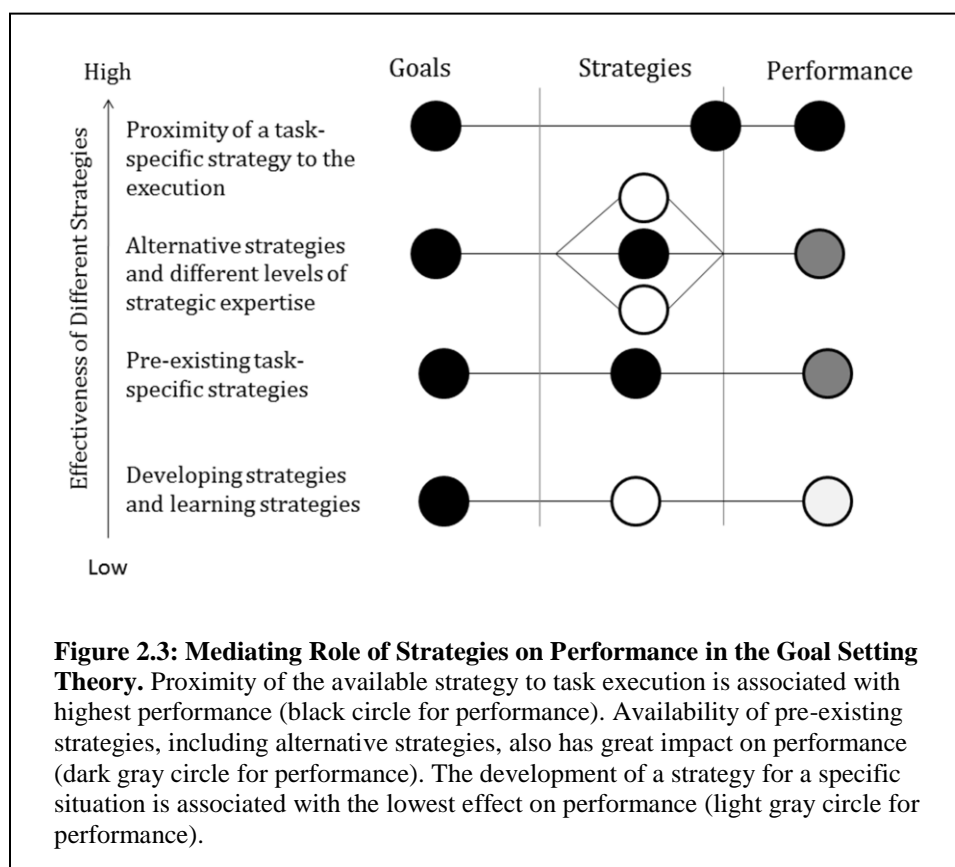 High
Goals
Strategies
Performance
Effectiveness of Different Strategies
Proximity of a task-
specific strategy to the
execution
Alternative strategies
and different levels of
strategic expertise
Pre-existing task-
specific strategies
Developing strategies
and learning strategies
Low
Figure 2.3: Mediating Role of Strategies on Performance in the Goal Setting
Theory. Proximity of the available strategy to task execution is associated with
highest performance (black circle for performance). Availability of pre-existing
strategies, including alternative strategies, also has great impact on performance
(dark gray circle for performance). The development of a strategy for a specific
situation is associated with the lowest effect on performance (light gray circle for
performance).